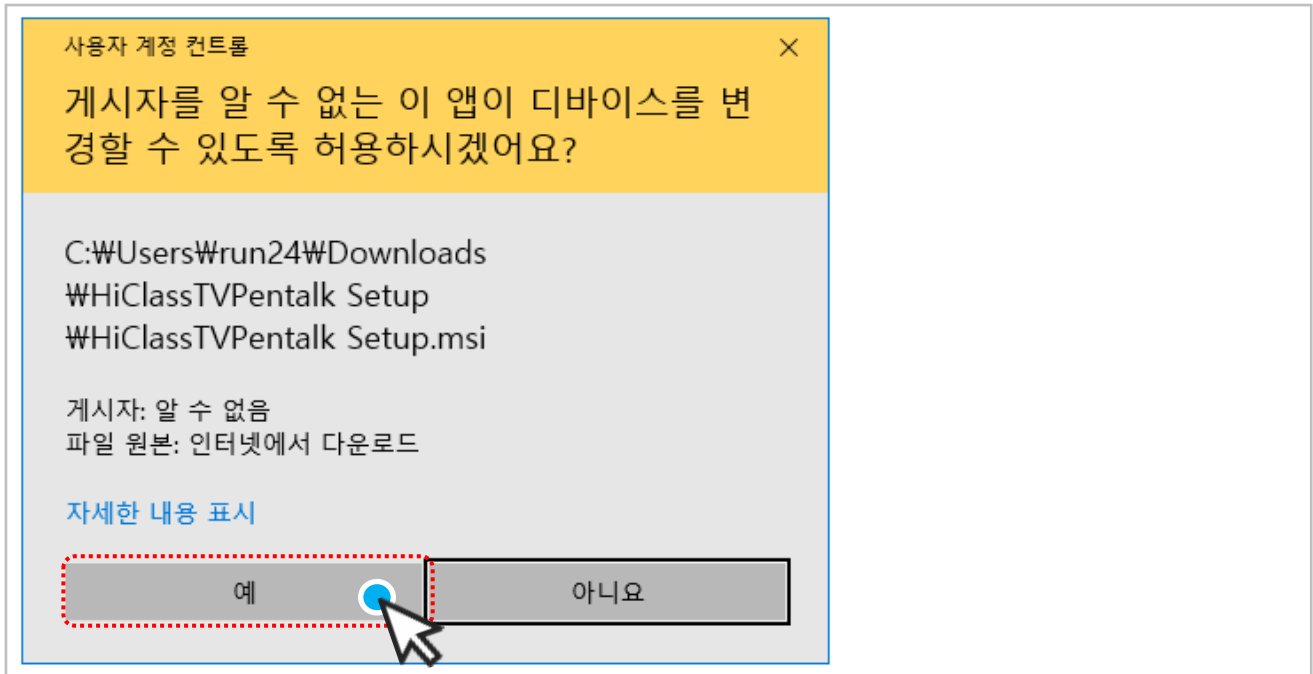 사용자 계정 컨트롤
게시자를 알 수 없는 이 앱이 디바이스를 변
경할 수 있도록 허용하시겠어요?
C:₩Users₩run24₩Downloads
₩HiClassTVPentalk Setup
₩HiClassTVPentalk Setup.msi
게시자: 알 수 없음
파일 원본: 인터넷에서 다운로드
자세한 내용 표시
예
아니요